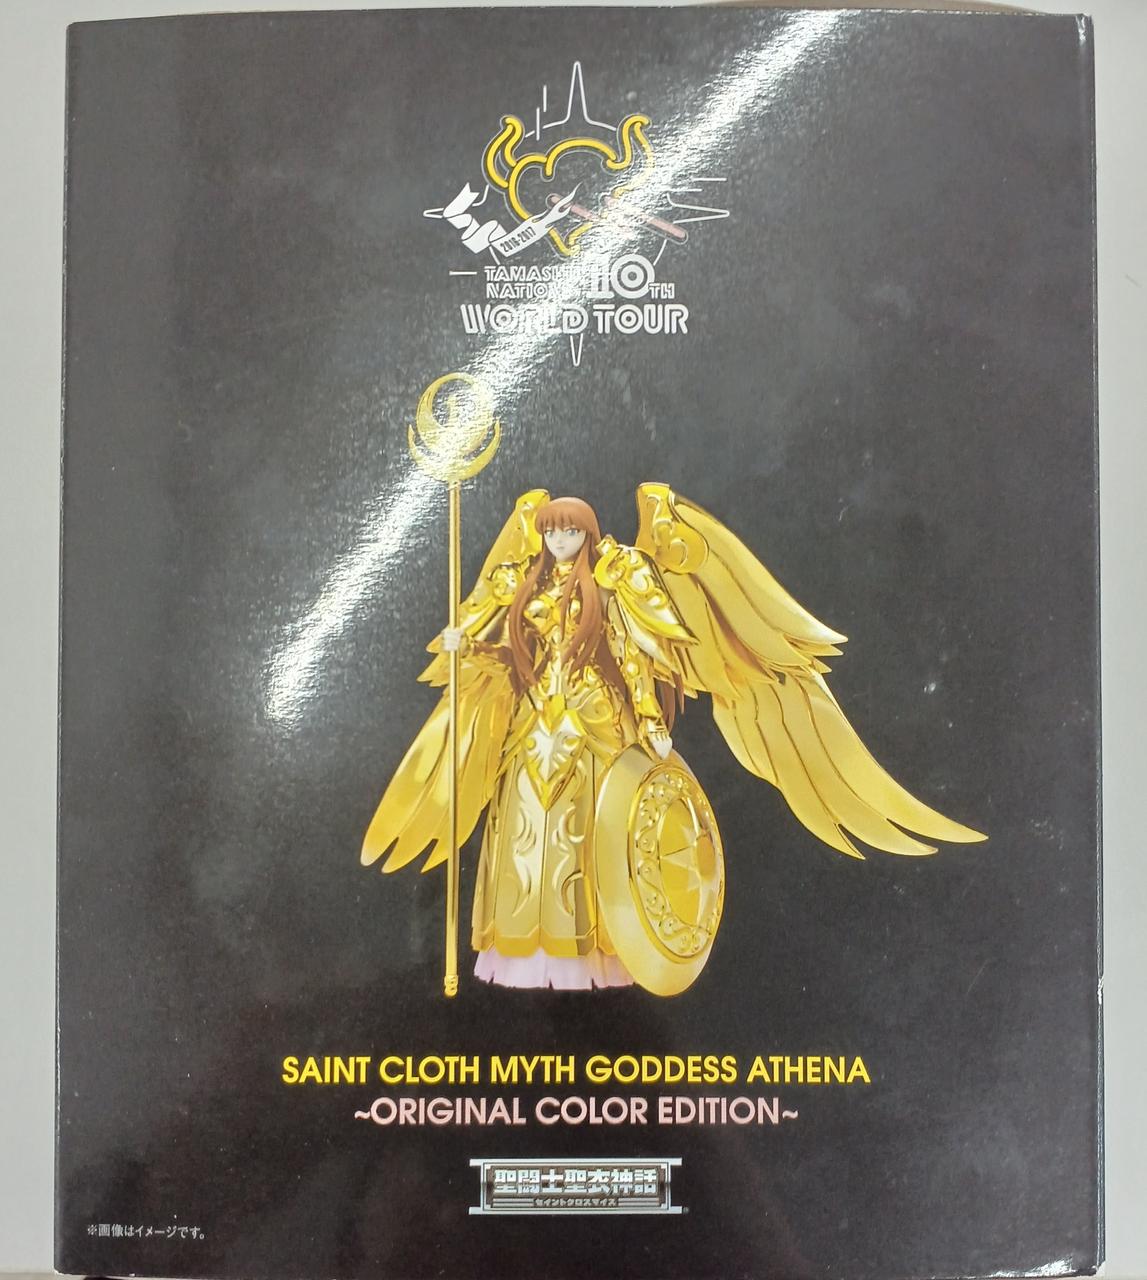 2016-2017
TAMASHII
NATIONS 10TH
WORLD TOUR
SAINT CLOTH MYTH GODDESS ATHENA
~ORIGINAL COLOR EDITION~
聖闘士聖衣神話
セイントクロスマイス
※画像はイメージです。